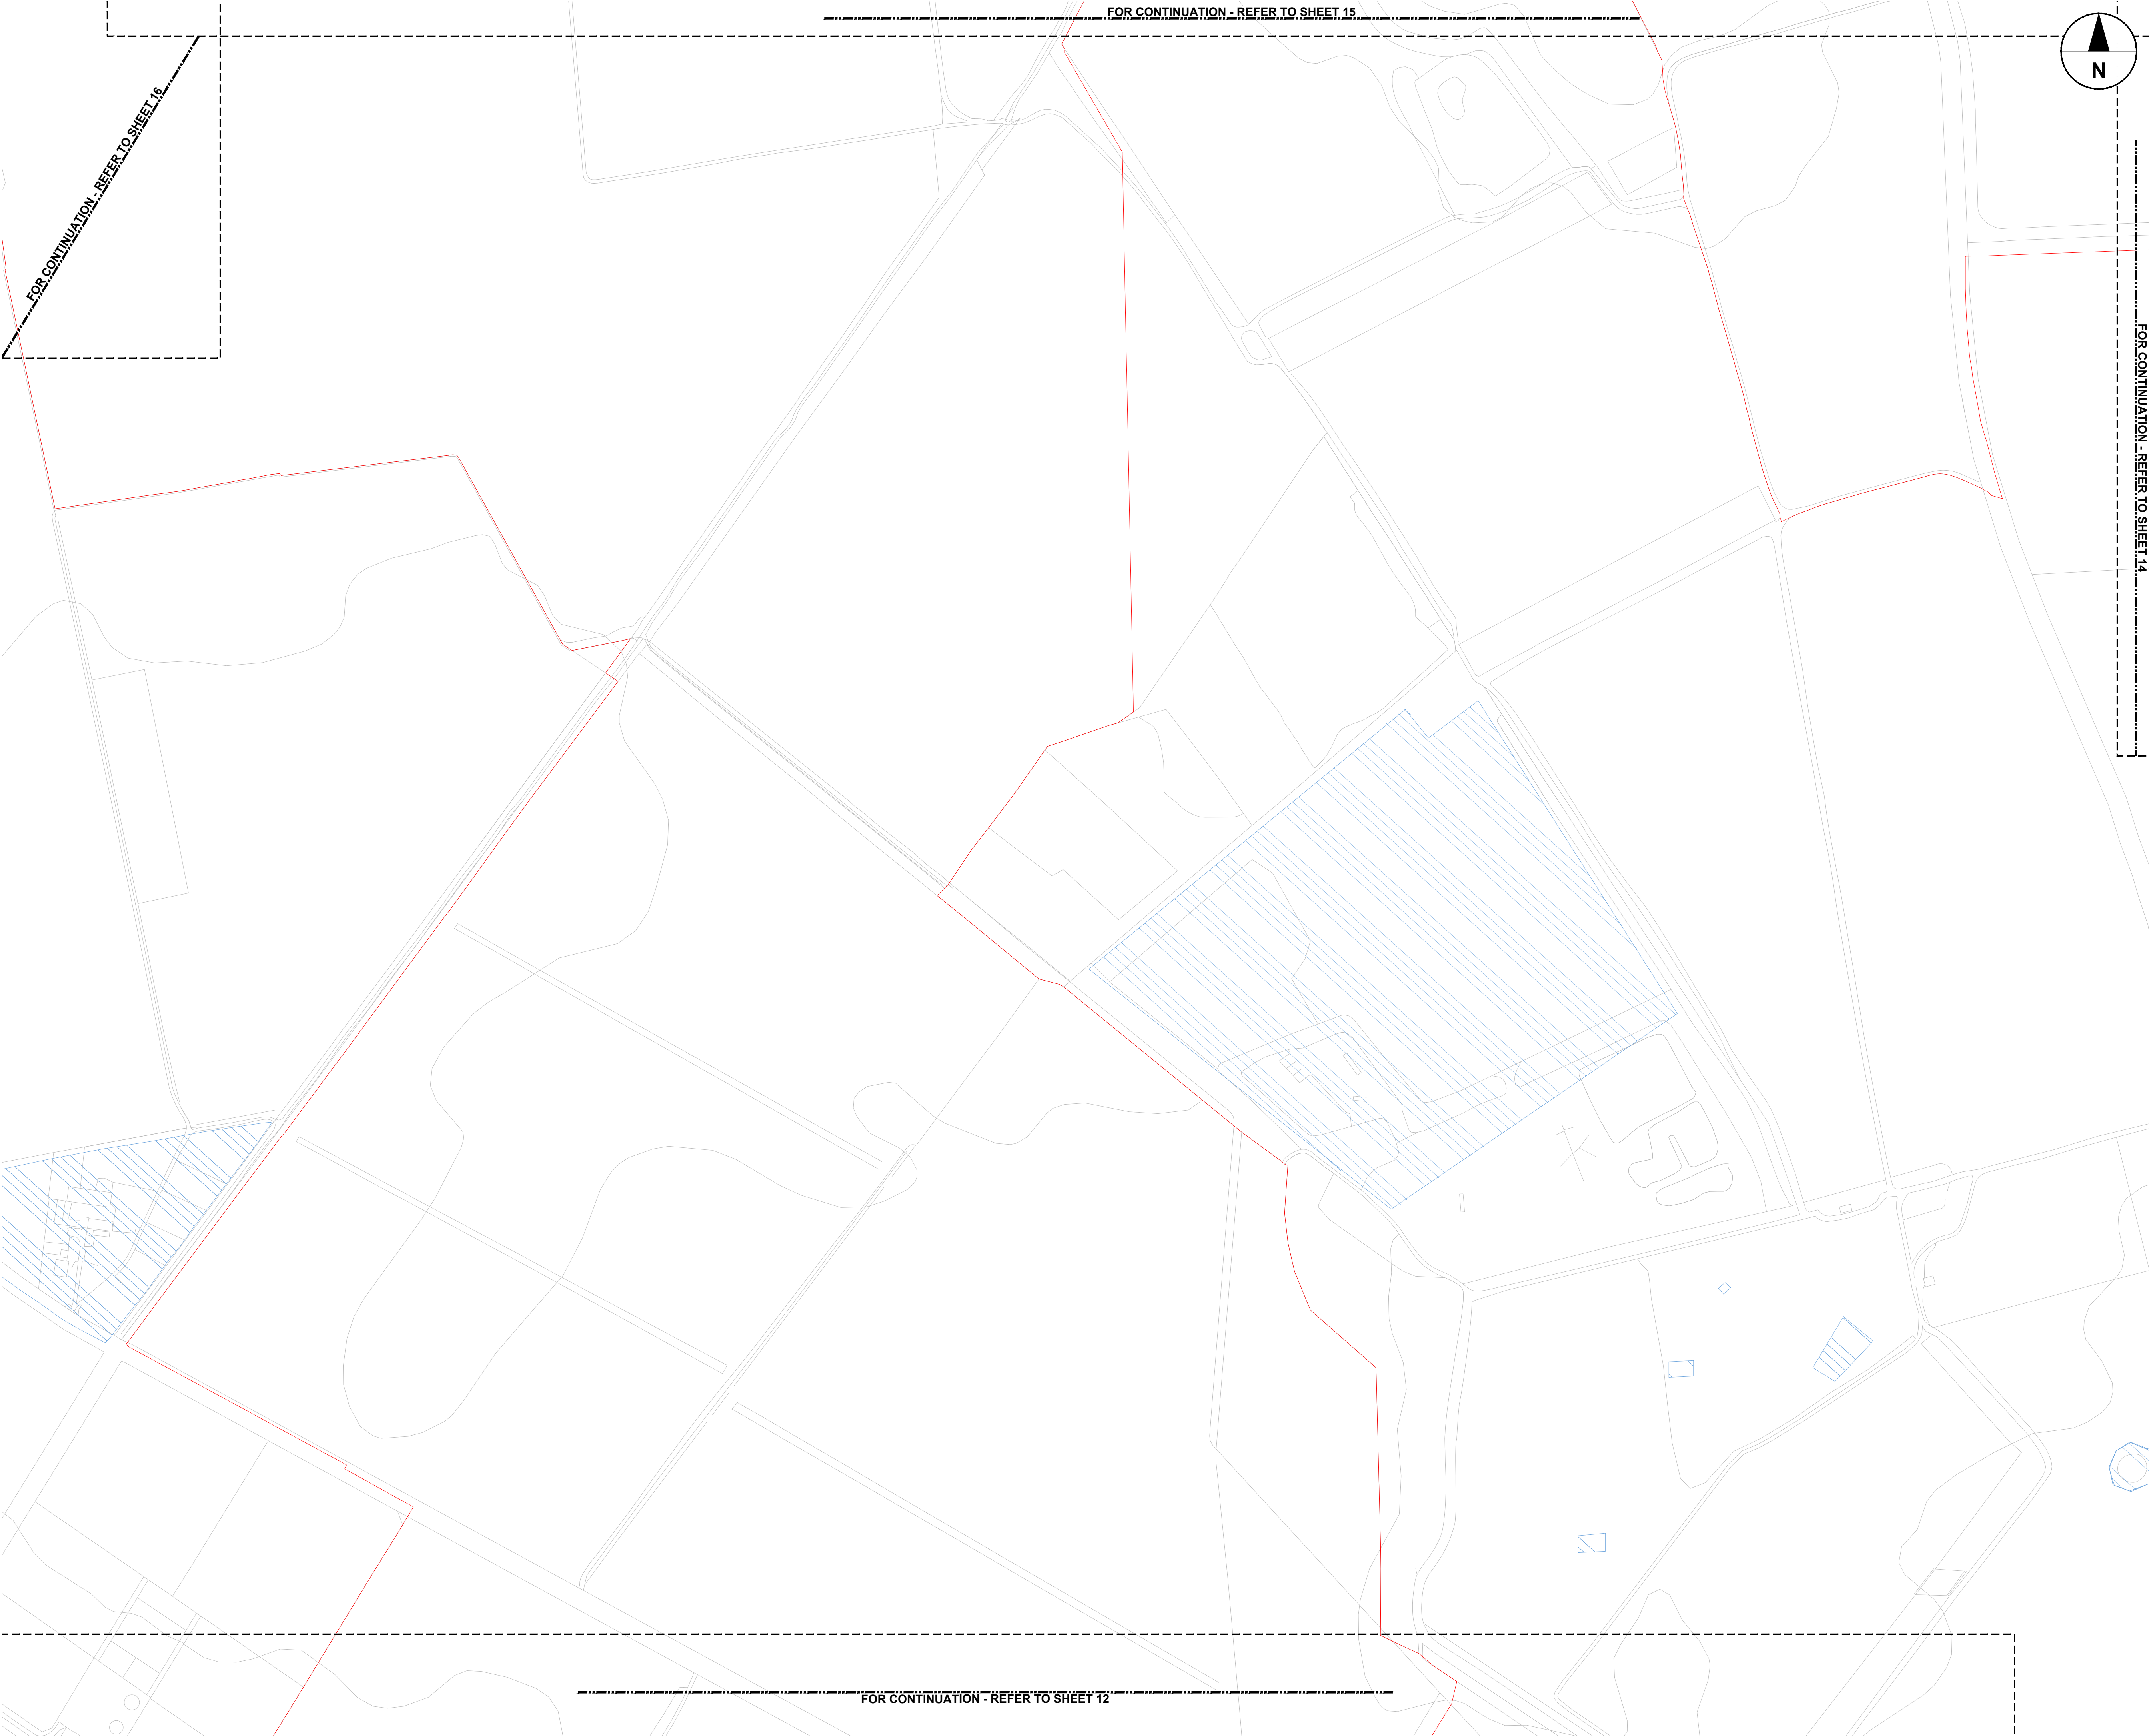 FOR CONTINUATION - REFER TO SHEET 15
N
FOR CONTINUATION - REFER TO SHEET 16
FOR CONTINUATION - REFER TO SHEET 14
FOR CONTINUATION - REFER TO SHEET 12